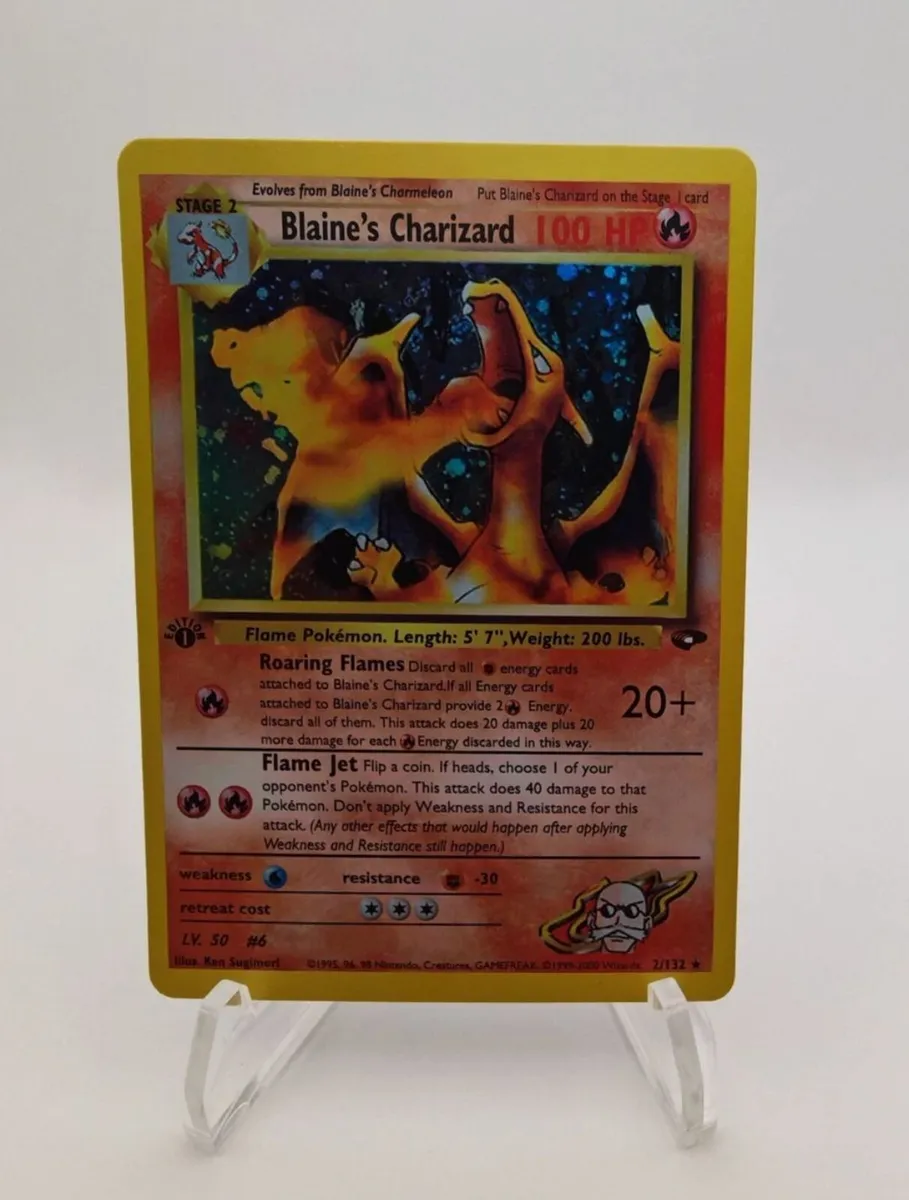 Evolves from Blaine's Charmeleon Put Blaine's Charizard on the Stage 1 card
STAGE 2
Blaine's Charizard 100 HP
EDITION 1
Flame Pokémon. Length: 5' 7", Weight: 200 lbs.
Roaring Flames Discard all energy cards
attached to Blaine's Charizard.If all Energy cards
attached to Blaine's Charizard provide 2 Energy.
discard all of them. This attack does 20 damage plus 20
more damage for each Energy discarded in this way.
20+
Flame Jet Flip a coin. If heads, choose 1 of your
opponent's Pokémon. This attack does 40 damage to that
Pokémon. Don't apply Weakness and Resistance for this
attack. (Any other effects that would happen after applying
Weakness and Resistance still happen.)
weakness resistance -30
retreat cost
LV. 50 #6
Illus. Ken Sugimori ©1995, 96, 98 Nintendo, Creatures, GAMEFREAK. ©1999-2000 Wizards. 2/132 ★